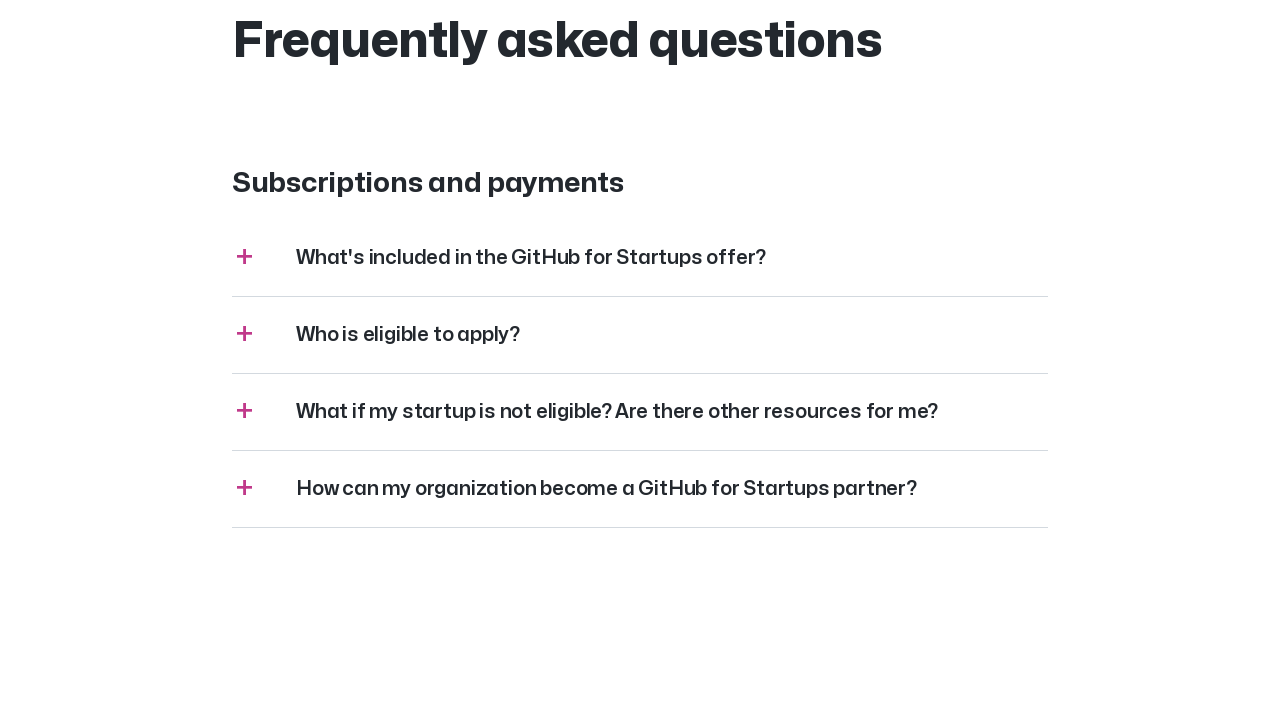 Frequently asked questions
Subscriptions and payments
What's included in the GitHub for Startups offer?
Who is eligible to apply?
What if my startup is not eligible? Are there other resources for me?
How can my organization become a GitHub for Startups partner?